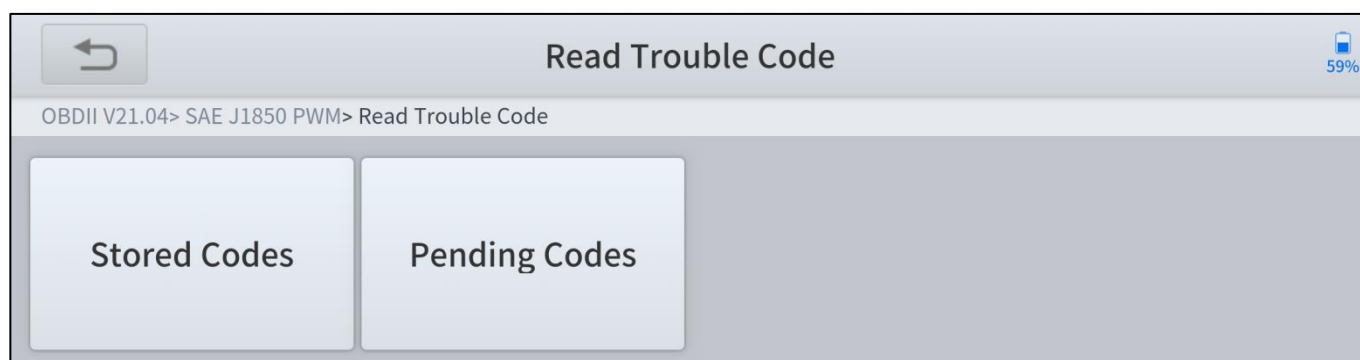 Read Trouble Code
59%
OBDII V21.04> SAE J1850 PWM> Read Trouble Code
Stored Codes
Pending Codes